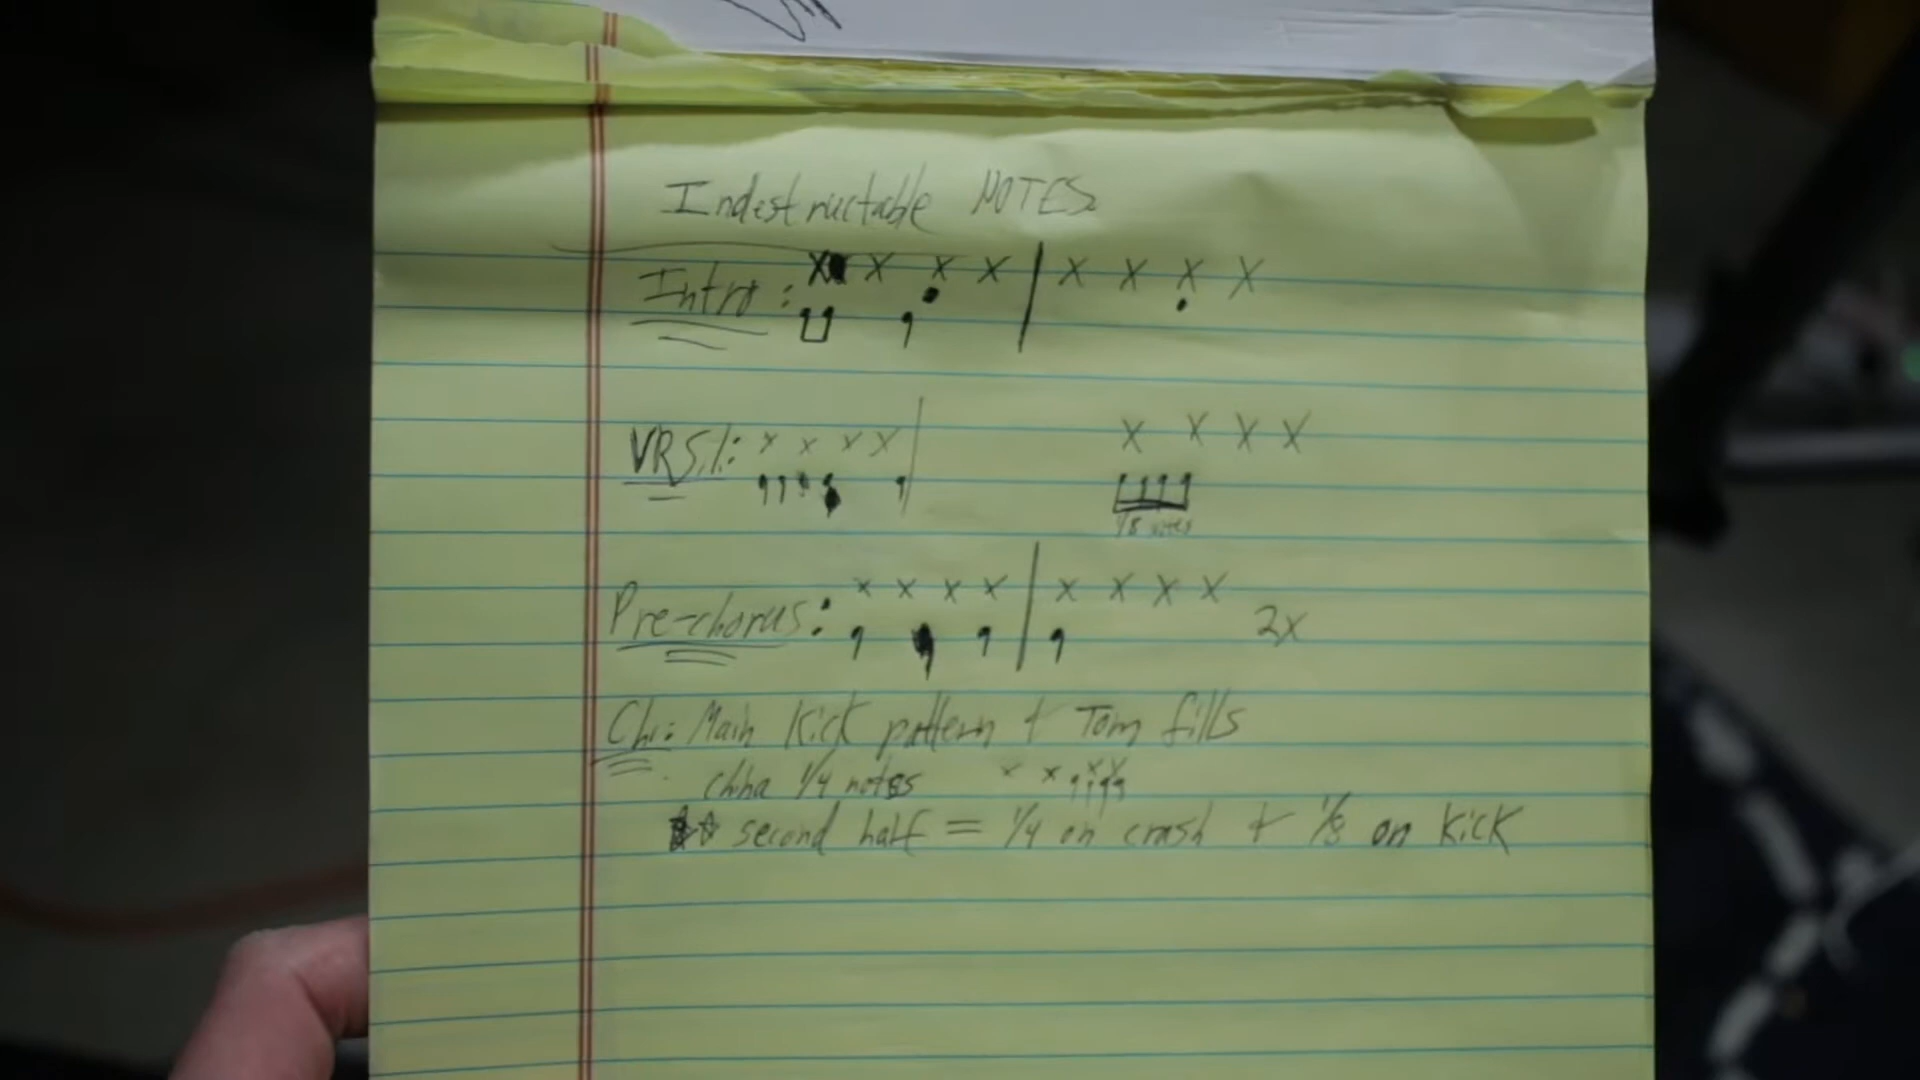 Indestructable NOTES
Intro: X X X X | X X X X
VRS.1: X X X X | X X X X
1/8 notes
Pre-chorus: X X X X | X X X X 2x
Ch: Main Kick pattern + Tom fills
China 1/4 notes X X X X
second half = 1/4 on crash + 1/8 on Kick